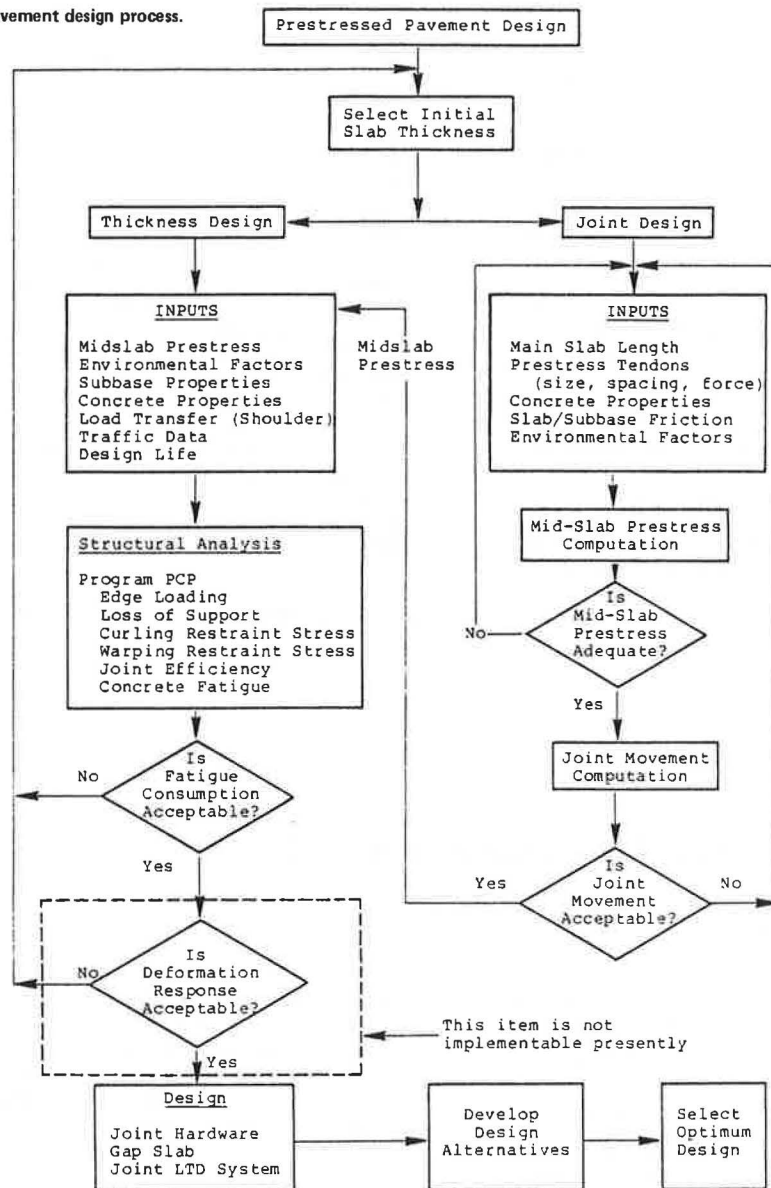 vement design process.
Prestressed Pavement Design
Select Initial
Slab Thickness
Thickness Design
Joint Design
INPUTS
Midslab Prestress
Environmental Factors
Subbase Properties
Concrete Properties
Load Transfer (Shoulder)
Traffic Data
Design Life
Midslab
Prestress
INPUTS
Main Slab Length
Prestress Tendons
(size, spacing, force)
Concrete Properties
Slab/Subbase Friction
Environmental Factors
Structural Analysis
Program PCP
Edge Loading
Loss of Support
Curling Restraint Stress
Warping Restraint Stress
Joint Efficiency
Concrete Fatigue
Mid-Slab Prestress
Computation
Is
Mid-Slab
Prestress
Adequate?
No
Yes
Joint Movement
Computation
Is
Fatigue
Consumption
Acceptable?
No
Yes
Is
Joint
Movement
Acceptable?
Yes
No
Is
Deformation
Response
Acceptable?
No
Yes
This item is not
implementable presently
Design
Joint Hardware
Gap Slab
Joint LTD System
Develop
Design
Alternatives
Select
Optimum
Design